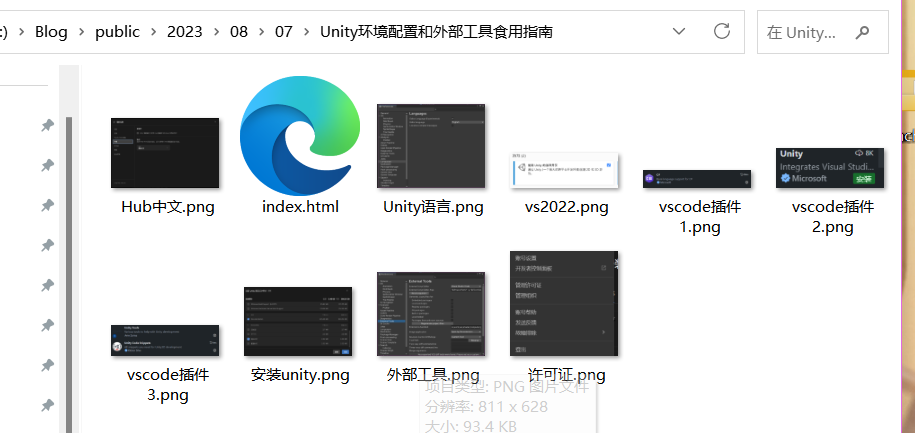 :) › Blog › public › 2023 › 08 › 07 › Unity环境配置和外部工具食用指南
在 Unity...
Hub中文.png
index.html
Unity语言.png
vs2022.png
vscode插件
1.png
Unity 8K
Integrates Visual Studi...
Microsoft 安装
vscode插件
2.png
Languages
External Tools
vscode插件
3.png
安装unity.png
外部工具.png
许可证.png
项目类型: PNG 图片文件
分辨率: 811 x 628
大小: 93.4 KB